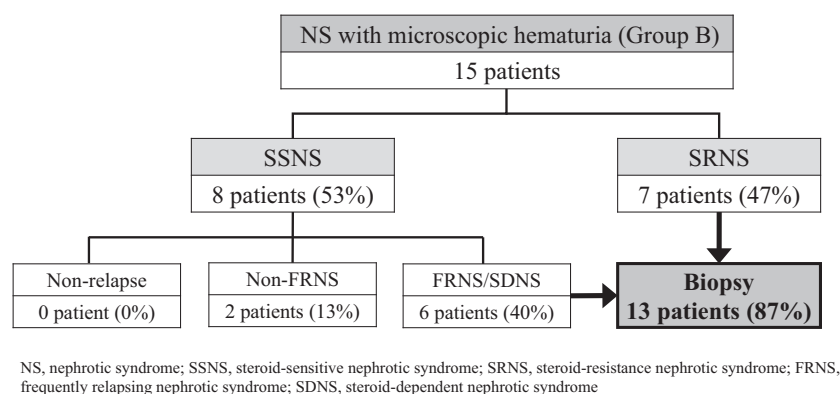 NS with microscopic hematuria (Group B)
15 patients
SSNS
8 patients (53%)
SRNS
7 patients (47%)
Non-relapse
0 patient (0%)
Non-FRNS
2 patients (13%)
FRNS/SDNS
6 patients (40%)
Biopsy
13 patients (87%)
NS, nephrotic syndrome; SSNS, steroid-sensitive nephrotic syndrome; SRNS, steroid-resistance nephrotic syndrome; FRNS,
frequently relapsing nephrotic syndrome; SDNS, steroid-dependent nephrotic syndrome